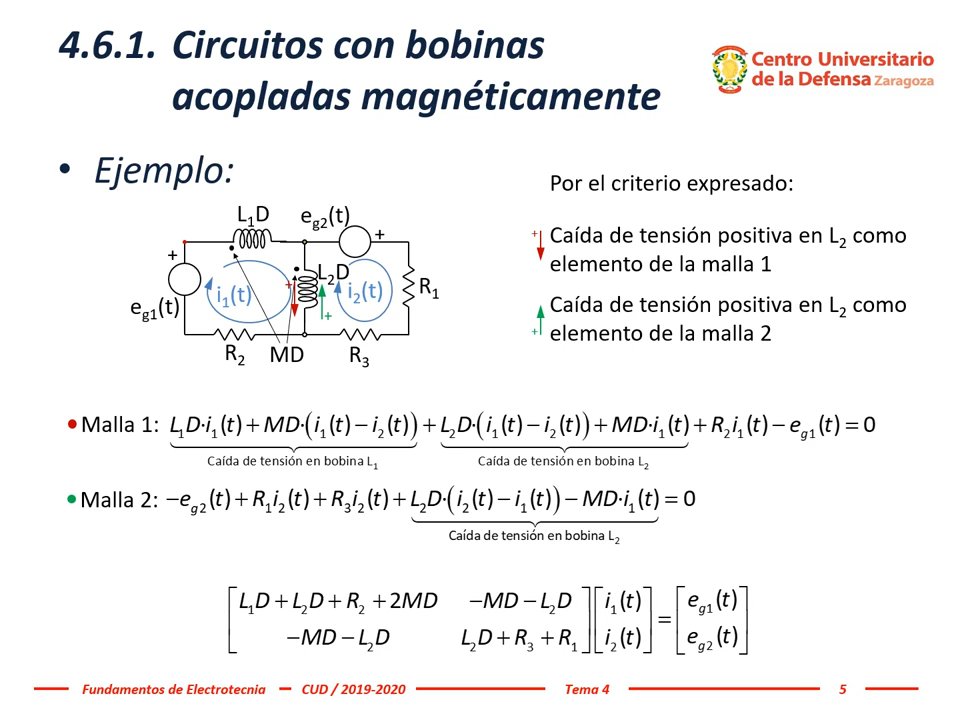 4.6.1. Circuitos con bobinas
acopladas magnéticamente
Centro Universitario
de la Defensa Zaragoza
• Ejemplo:
Por el criterio expresado:
L₁D
e_g2(t)
+
+
L₂D
+
i₁(t)
i₂(t)
R₁
e_g1(t)
+
R₂
MD
R₃
+
Caída de tensión positiva en L₂ como
elemento de la malla 1
Caída de tensión positiva en L₂ como
+
elemento de la malla 2
• Malla 1: L₁D·i₁(t) + MD·(i₁(t) − i₂(t)) + L₂D·(i₁(t) − i₂(t)) + MD·i₁(t) + R₂i₁(t) − e_g1(t) = 0
Caída de tensión en bobina L₁
Caída de tensión en bobina L₂
• Malla 2: −e_g2(t) + R₁i₂(t) + R₃i₂(t) + L₂D·(i₂(t) − i₁(t)) − MD·i₁(t) = 0
Caída de tensión en bobina L₂
[L₁D + L₂D + R₂ + 2MD −MD − L₂D] [i₁(t)] = [e_g1(t)]
[−MD − L₂D L₂D + R₃ + R₁] [i₂(t)] = [e_g2(t)]
Fundamentos de Electrotecnia
CUD / 2019-2020
Tema 4
5